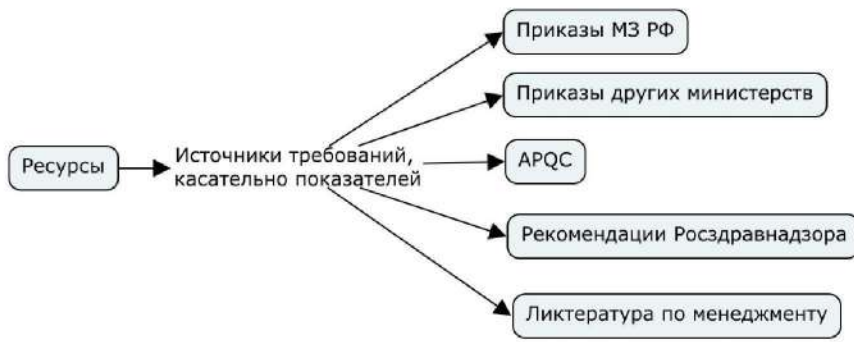 Приказы МЗ РФ
Приказы других министерств
Ресурсы
Источники требований,
касательно показателей
APQC
Рекомендации Росздравнадзора
Ликтература по менеджменту